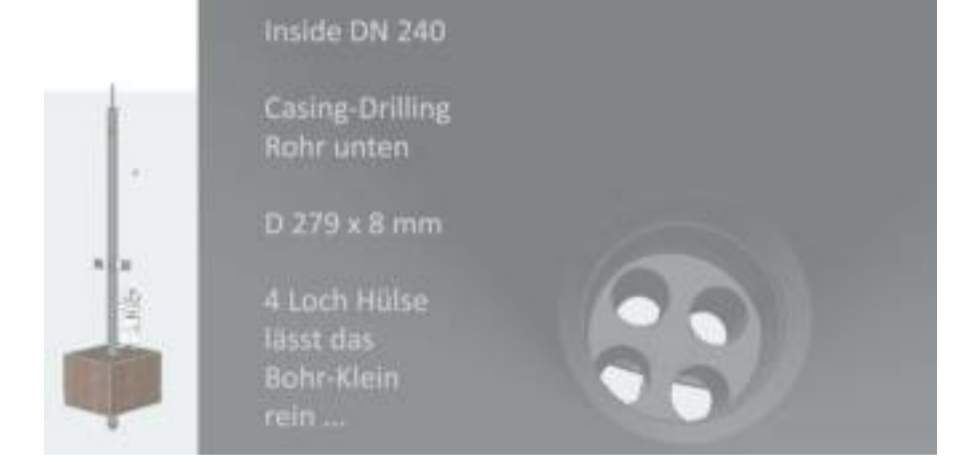 Inside DN 240
Casing-Drilling
Rohr unten
D 279 x 8 mm
4 Loch Hülse
lässt das
Bohr-Klein
rein ...